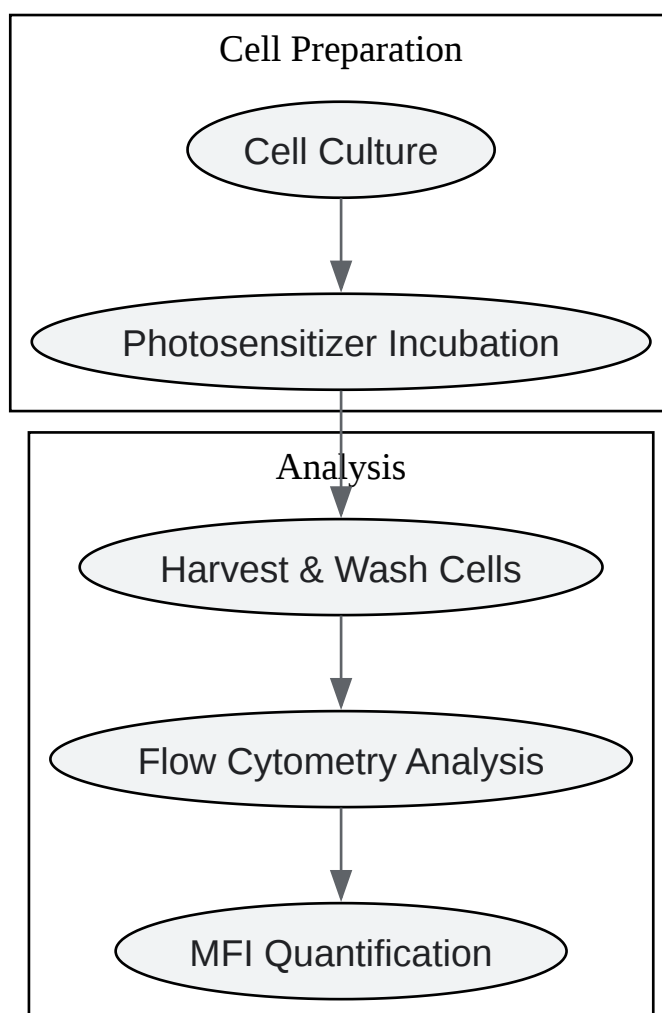 Cell Preparation
Cell Culture
Photosensitizer Incubation
Analysis
Harvest & Wash Cells
Flow Cytometry Analysis
MFI Quantification